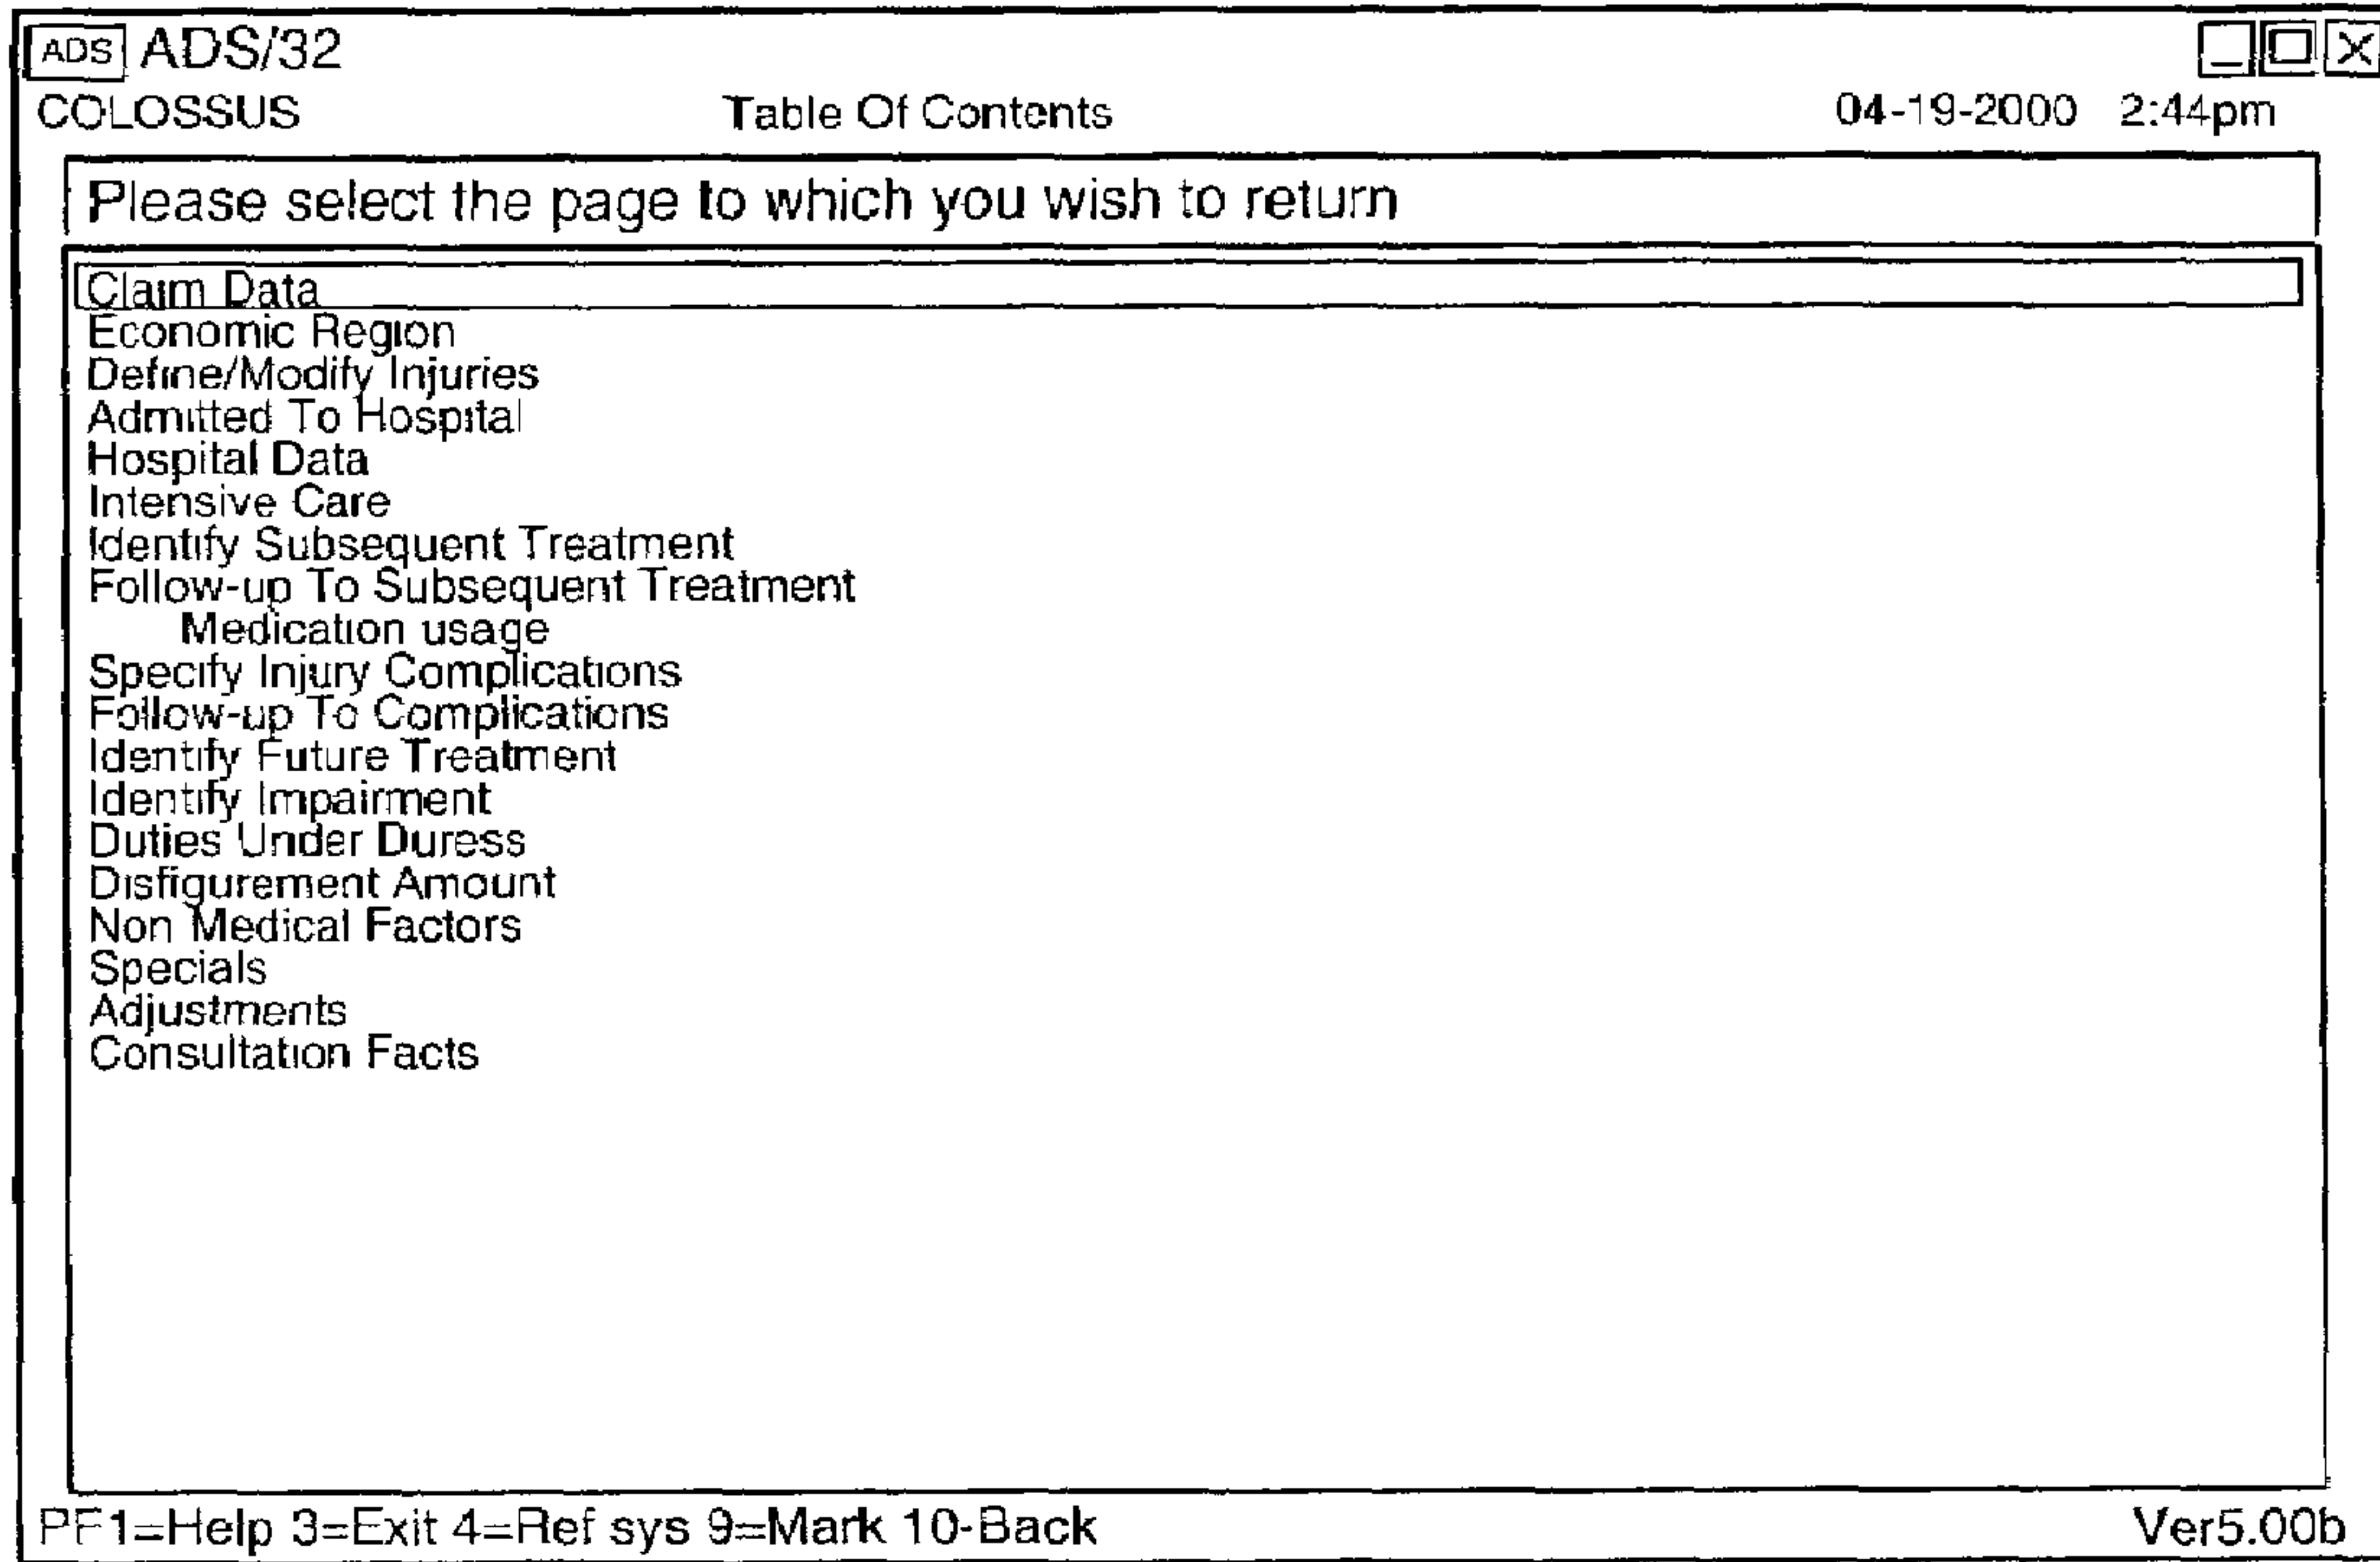 ADS ADS/32
COLOSSUS Table Of Contents 04-19-2000 2:44pm
Please select the page to which you wish to return
Claim Data
Economic Region
Define/Modify Injuries
Admitted To Hospital
Hospital Data
Intensive Care
Identify Subsequent Treatment
Follow-up To Subsequent Treatment
Medication usage
Specify Injury Complications
Follow-up To Complications
Identify Future Treatment
Identify Impairment
Duties Under Duress
Disfigurement Amount
Non Medical Factors
Specials
Adjustments
Consultation Facts
PF1=Help 3=Exit 4=Ref sys 9=Mark 10-Back Ver5.00b